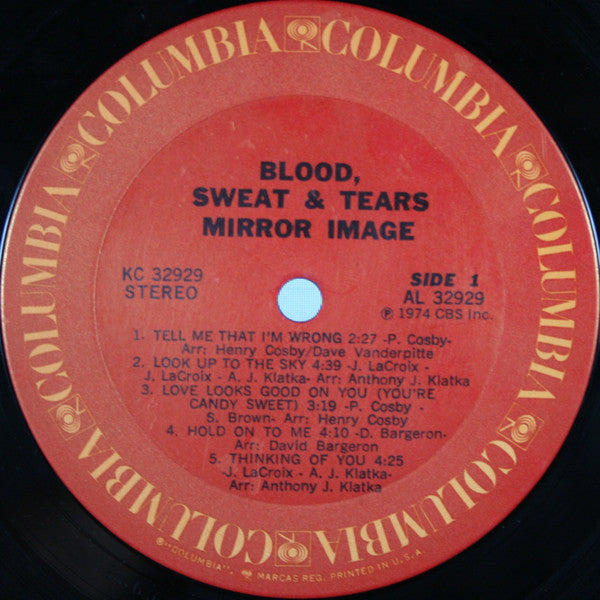 COLUMBIA COLUMBIA COLUMBIA COLUMBIA COLUMBIA COLUMBIA
BLOOD,
SWEAT & TEARS
MIRROR IMAGE
KC 32929
STEREO
SIDE 1
AL 32929
℗ 1974 CBS Inc.
1. TELL ME THAT I'M WRONG 2:27 -P. Cosby-
Arr: Henry Cosby/Dave Vanderpitte
2. LOOK UP TO THE SKY 4:39 -J. LaCroix -
- J. LaCroix - A. J. Klatka- Arr: Anthony J. Klatka
3. LOVE LOOKS GOOD ON YOU (YOU'RE
CANDY SWEET) 3:19 -P. Cosby -
S. Brown- Arr: Henry Cosby
4. HOLD ON TO ME 4:10 -D. Bargeron-
Arr: David Bargeron
5. THINKING OF YOU 4:25
-J. LaCroix - A. J. Klatka-
Arr: Anthony J. Klatka
"COLUMBIA", MARCAS REG. PRINTED IN U.S.A.